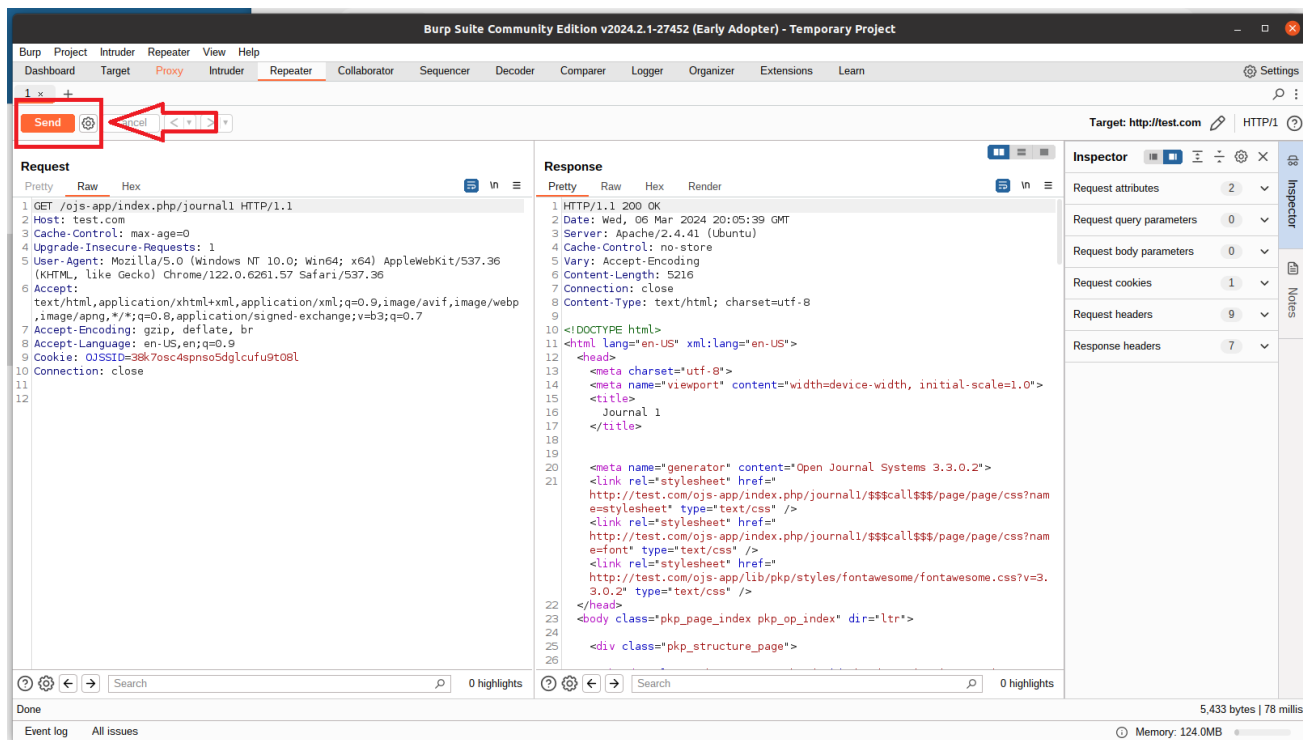 Burp Suite Community Edition v2024.2.1-27452 (Early Adopter) - Temporary Project
Burp Project Intruder Repeater View Help
Dashboard Target Proxy Intruder Repeater Collaborator Sequencer Decoder Comparer Logger Organizer Extensions Learn Settings
1 × +
Send Cancel < >
Target: http://test.com HTTP/1
Request
Pretty Raw Hex \n
1 GET /ojs-app/index.php/journal1 HTTP/1.1
2 Host: test.com
3 Cache-Control: max-age=0
4 Upgrade-Insecure-Requests: 1
5 User-Agent: Mozilla/5.0 (Windows NT 10.0; Win64; x64) AppleWebKit/537.36
(KHTML, like Gecko) Chrome/122.0.6261.57 Safari/537.36
6 Accept:
text/html,application/xhtml+xml,application/xml;q=0.9,image/avif,image/webp
,image/apng,*/*;q=0.8,application/signed-exchange;v=b3;q=0.7
7 Accept-Encoding: gzip, deflate, br
8 Accept-Language: en-US,en;q=0.9
9 Cookie: OJSSID=38k7osc4spnso5dglcufu9t08l
10 Connection: close
11
12
Search 0 highlights
Response
Pretty Raw Hex Render \n
1 HTTP/1.1 200 OK
2 Date: Wed, 06 Mar 2024 20:05:39 GMT
3 Server: Apache/2.4.41 (Ubuntu)
4 Cache-Control: no-store
5 Vary: Accept-Encoding
6 Content-Length: 5216
7 Connection: close
8 Content-Type: text/html; charset=utf-8
9
10 <!DOCTYPE html>
11 <html lang="en-US" xml:lang="en-US">
12 <head>
13 <meta charset="utf-8">
14 <meta name="viewport" content="width=device-width, initial-scale=1.0">
15 <title>
16 Journal 1
17 </title>
18
19
20 <meta name="generator" content="Open Journal Systems 3.3.0.2">
21 <link rel="stylesheet" href="
http://test.com/ojs-app/index.php/journal1/$$$call$$$/page/page/css?nam
e=stylesheet" type="text/css" />
<link rel="stylesheet" href="
http://test.com/ojs-app/index.php/journal1/$$$call$$$/page/page/css?nam
e=font" type="text/css" />
<link rel="stylesheet" href="
http://test.com/ojs-app/lib/pkp/styles/fontawesome/fontawesome.css?v=3.
3.0.2" type="text/css" />
22 </head>
23 <body class="pkp_page_index pkp_op_index" dir="ltr">
24
25 <div class="pkp_structure_page">
26
Search 0 highlights
Inspector
Request attributes 2
Request query parameters 0
Request body parameters 0
Request cookies 1
Request headers 9
Response headers 7
Inspector
Notes
Done
5,433 bytes | 78 millis
Event log All issues
Memory: 124.0MB